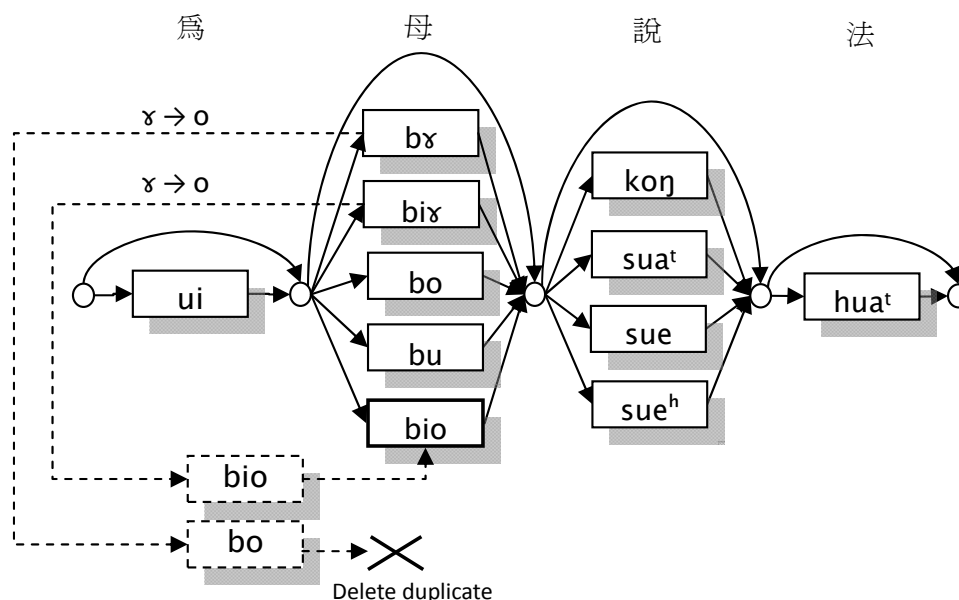 爲 母 說 法
ɤ → o
bɤ
koŋ
ɤ → o
biɤ
suaᵗ
ui
bo
huaᵗ
sue
bu
sueʰ
bio
bio
bo
Delete duplicate